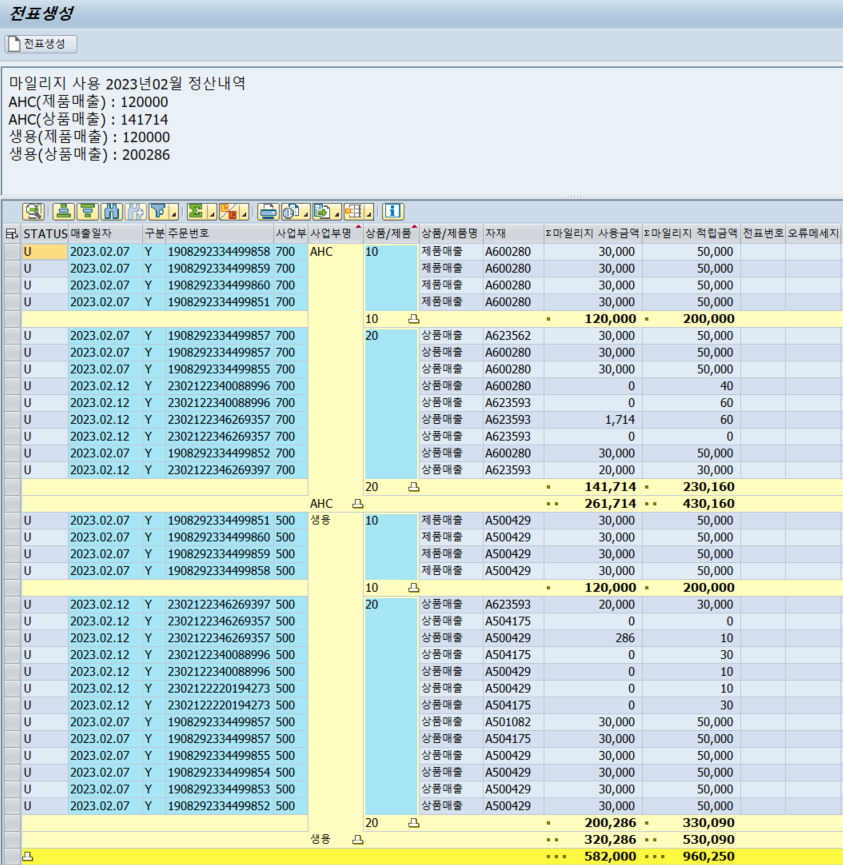 전표생성
전표생성
마일리지 사용 2023년02월 정산내역
AHC(제품매출) : 120000
AHC(상품매출) : 141714
생용(제품매출) : 120000
생용(상품매출) : 200286
STATUS 매출일자 구분 주문번호 사업부 사업부명 상품/제품 상품/제품명 자재 Σ마일리지 사용금액 Σ마일리지 적립금액 전표번호 오류메세지
U 2023.02.07 Y 1908292334499858 700 AHC 10 제품매출 A600280 30,000 50,000
U 2023.02.07 Y 1908292334499859 700 제품매출 A600280 30,000 50,000
U 2023.02.07 Y 1908292334499860 700 제품매출 A600280 30,000 50,000
U 2023.02.07 Y 1908292334499851 700 제품매출 A600280 30,000 50,000
10 120,000 200,000
U 2023.02.07 Y 1908292334499857 700 20 상품매출 A623562 30,000 50,000
U 2023.02.07 Y 1908292334499857 700 상품매출 A600280 30,000 50,000
U 2023.02.07 Y 1908292334499855 700 상품매출 A600280 30,000 50,000
U 2023.02.12 Y 2302122340088996 700 상품매출 A600280 0 40
U 2023.02.12 Y 2302122340088996 700 상품매출 A623593 0 60
U 2023.02.12 Y 2302122346269357 700 상품매출 A623593 1,714 60
U 2023.02.12 Y 2302122346269357 700 상품매출 A623593 0 0
U 2023.02.07 Y 1908292334499852 700 상품매출 A600280 30,000 50,000
U 2023.02.12 Y 2302122346269397 700 상품매출 A623593 20,000 30,000
20 141,714 230,160
AHC 261,714 430,160
U 2023.02.07 Y 1908292334499851 500 생용 10 제품매출 A500429 30,000 50,000
U 2023.02.07 Y 1908292334499860 500 제품매출 A500429 30,000 50,000
U 2023.02.07 Y 1908292334499859 500 제품매출 A500429 30,000 50,000
U 2023.02.07 Y 1908292334499858 500 제품매출 A500429 30,000 50,000
10 120,000 200,000
U 2023.02.12 Y 2302122346269397 500 20 상품매출 A623593 20,000 30,000
U 2023.02.12 Y 2302122346269357 500 상품매출 A504175 0 0
U 2023.02.12 Y 2302122346269357 500 상품매출 A500429 286 10
U 2023.02.12 Y 2302122340088996 500 상품매출 A504175 0 30
U 2023.02.12 Y 2302122340088996 500 상품매출 A500429 0 10
U 2023.02.12 Y 2302122220194273 500 상품매출 A500429 0 10
U 2023.02.12 Y 2302122220194273 500 상품매출 A504175 0 30
U 2023.02.07 Y 1908292334499857 500 상품매출 A501082 30,000 50,000
U 2023.02.07 Y 1908292334499857 500 상품매출 A504175 30,000 50,000
U 2023.02.07 Y 1908292334499855 500 상품매출 A500429 30,000 50,000
U 2023.02.07 Y 1908292334499854 500 상품매출 A500429 30,000 50,000
U 2023.02.07 Y 1908292334499853 500 상품매출 A500429 30,000 50,000
U 2023.02.07 Y 1908292334499852 500 상품매출 A500429 30,000 50,000
20 200,286 330,090
생용 320,286 530,090
582,000 960,250